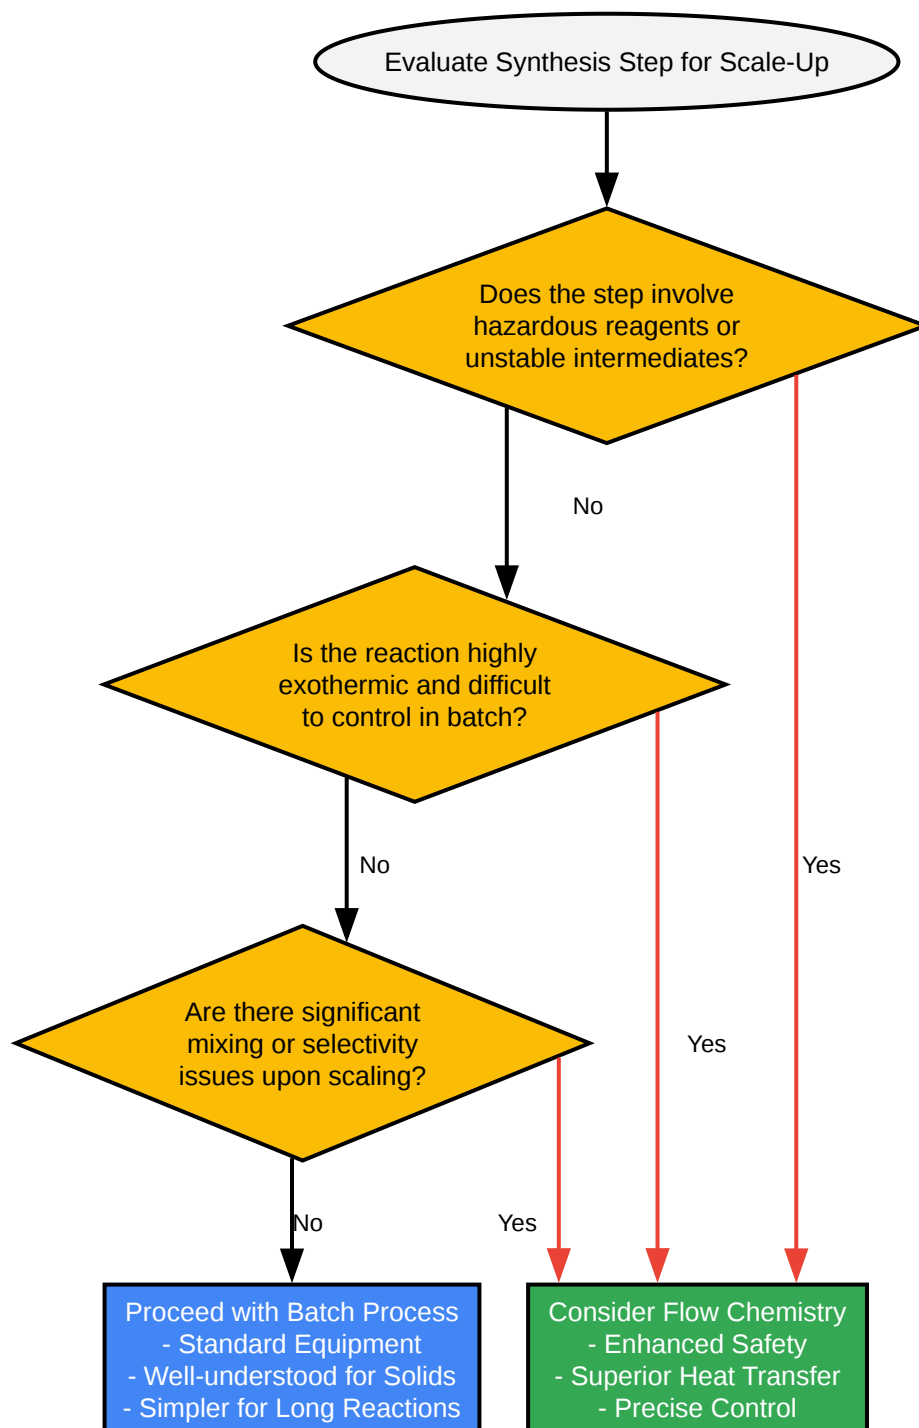 Evaluate Synthesis Step for Scale-Up
Does the step involve
hazardous reagents or
unstable intermediates?
No
Is the reaction highly
exothermic and difficult
to control in batch?
No
Yes
Are there significant
mixing or selectivity
issues upon scaling?
Yes
No
Yes
Proceed with Batch Process
- Standard Equipment
- Well-understood for Solids
- Simpler for Long Reactions
Consider Flow Chemistry
- Enhanced Safety
- Superior Heat Transfer
- Precise Control